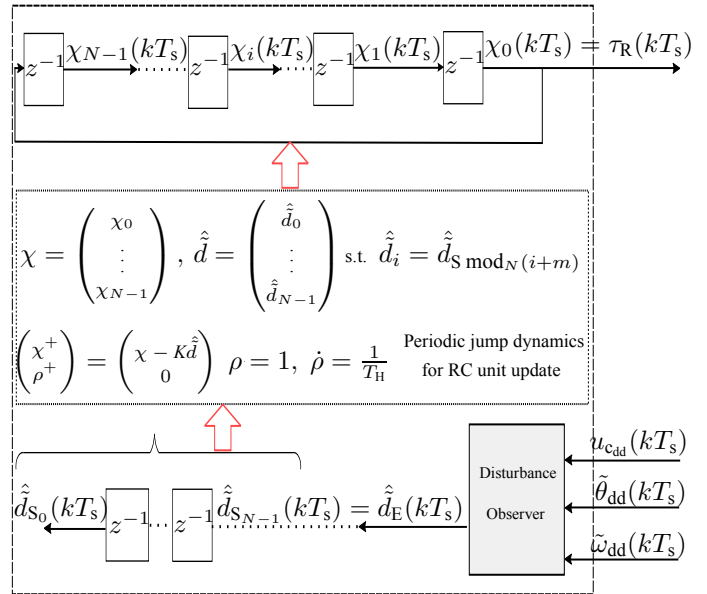 z⁻¹ χ_{N−1}(kT_s) z⁻¹ χ_i(kT_s) z⁻¹ χ_1(kT_s) z⁻¹ χ_0(kT_s) = τ_R(kT_s)
χ = (χ_0 ⋮ χ_{N−1}) , \hat{\tilde{d}} = (\hat{\tilde{d}}_0 ⋮ \hat{\tilde{d}}_{N−1}) s.t. \hat{\tilde{d}}_i = \hat{\tilde{d}}_{S mod_N(i+m)}
(χ⁺ ρ⁺) = (χ − K\hat{\tilde{d}} 0) ρ = 1, \dot{ρ} = 1/T_H
Periodic jump dynamics
for RC unit update
\hat{\tilde{d}}_{S_0}(kT_s) z⁻¹ ... z⁻¹ \hat{\tilde{d}}_{S_{N−1}}(kT_s) = \hat{\tilde{d}}_E(kT_s)
Disturbance
Observer
u_{c_{dd}}(kT_s)
\tilde{θ}_{dd}(kT_s)
\tilde{ω}_{dd}(kT_s)